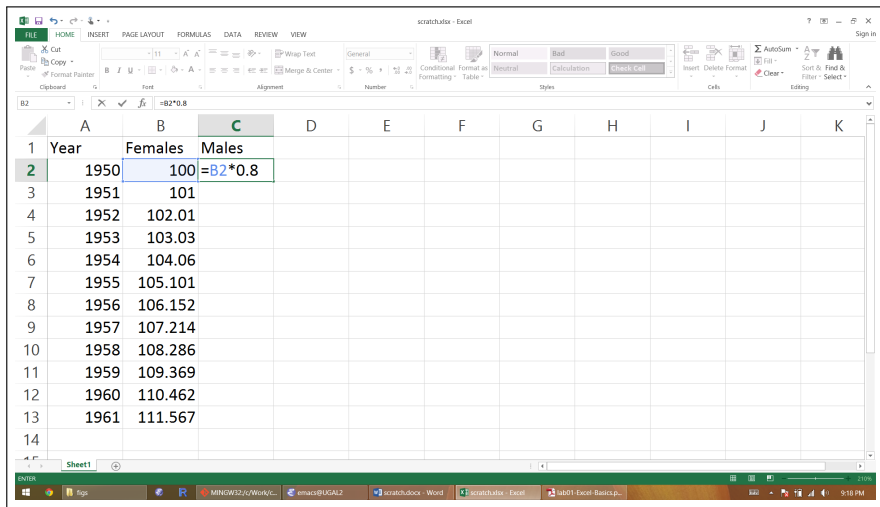 scratch.xlsx - Excel
FILE HOME INSERT PAGE LAYOUT FORMULAS DATA REVIEW VIEW Sign in
Paste Cut Copy Format Painter
11 A A Wrap Text General Normal Bad Good AutoSum
B I U A Merge & Center $ % , Conditional Formatting Format as Table Neutral Calculation Check Cell Insert Delete Format Fill Clear Sort & Filter Find & Select
Clipboard Font Alignment Number Styles Cells Editing
B2 fx =B2*0.8
A B C D E F G H I J K
1 Year Females Males
2 1950 100 =B2*0.8
3 1951 101
4 1952 102.01
5 1953 103.03
6 1954 104.06
7 1955 105.101
8 1956 106.152
9 1957 107.214
10 1958 108.286
11 1959 109.369
12 1960 110.462
13 1961 111.567
14
Sheet1
ENTER 210%
figs R MINGW32:/c/Work/c... emacs@UGAL2 scratch.docx - Word scratch.xlsx - Excel lab01-Excel-Basics.p... 9:18 PM